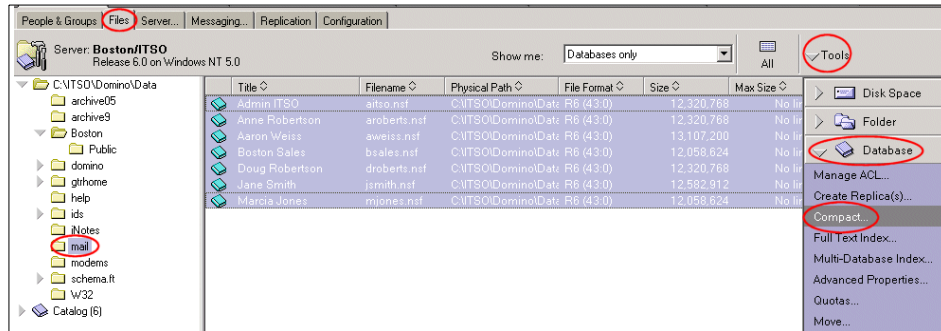 People & Groups Files Server... Messaging... Replication Configuration
Server: Boston/ITSO
Release 6.0 on Windows NT 5.0
Show me: Databases only
All
Tools
C:\ITSO\Domino\Data
archive05
archive9
Boston
Public
domino
gtrhome
help
ids
iNotes
mail
modems
schema.ft
W32
Catalog (6)
Title Filename Physical Path File Format Size Max Size
Admin ITSO aitso.nsf C:\ITSO\Domino\Data R6 (43:0) 12,320,768 No li
Anne Robertson aroberts.nsf C:\ITSO\Domino\Data R6 (43:0) 12,320,768 No li
Aaron Weiss aweiss.nsf C:\ITSO\Domino\Data R6 (43:0) 13,107,200 No li
Boston Sales bsales.nsf C:\ITSO\Domino\Data R6 (43:0) 12,058,624 No li
Doug Robertson droberts.nsf C:\ITSO\Domino\Data R6 (43:0) 12,320,768 No li
Jane Smith jsmith.nsf C:\ITSO\Domino\Data R6 (43:0) 12,582,912 No li
Marcia Jones mjones.nsf C:\ITSO\Domino\Data R6 (43:0) 12,058,624 No li
Disk Space
Folder
Database
Manage ACL...
Create Replica(s)...
Compact...
Full Text Index...
Multi-Database Index...
Advanced Properties...
Quotas...
Move...